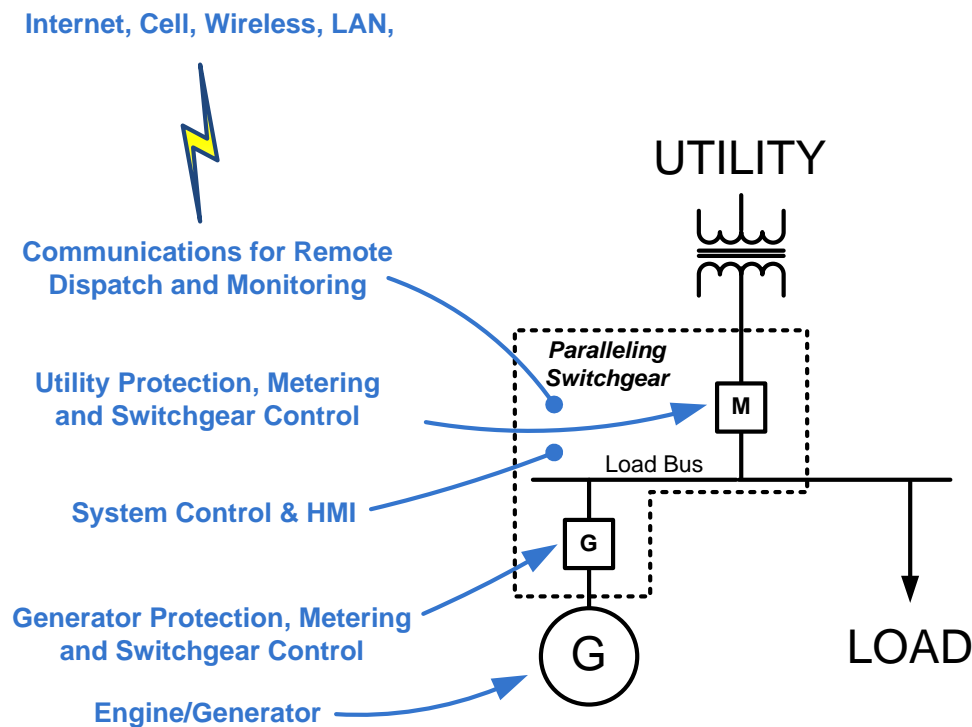 Internet, Cell, Wireless, LAN,
UTILITY
Communications for Remote
Dispatch and Monitoring
Paralleling
Switchgear
Utility Protection, Metering
and Switchgear Control
M
Load Bus
System Control & HMI
G
Generator Protection, Metering
and Switchgear Control
G
LOAD
Engine/Generator